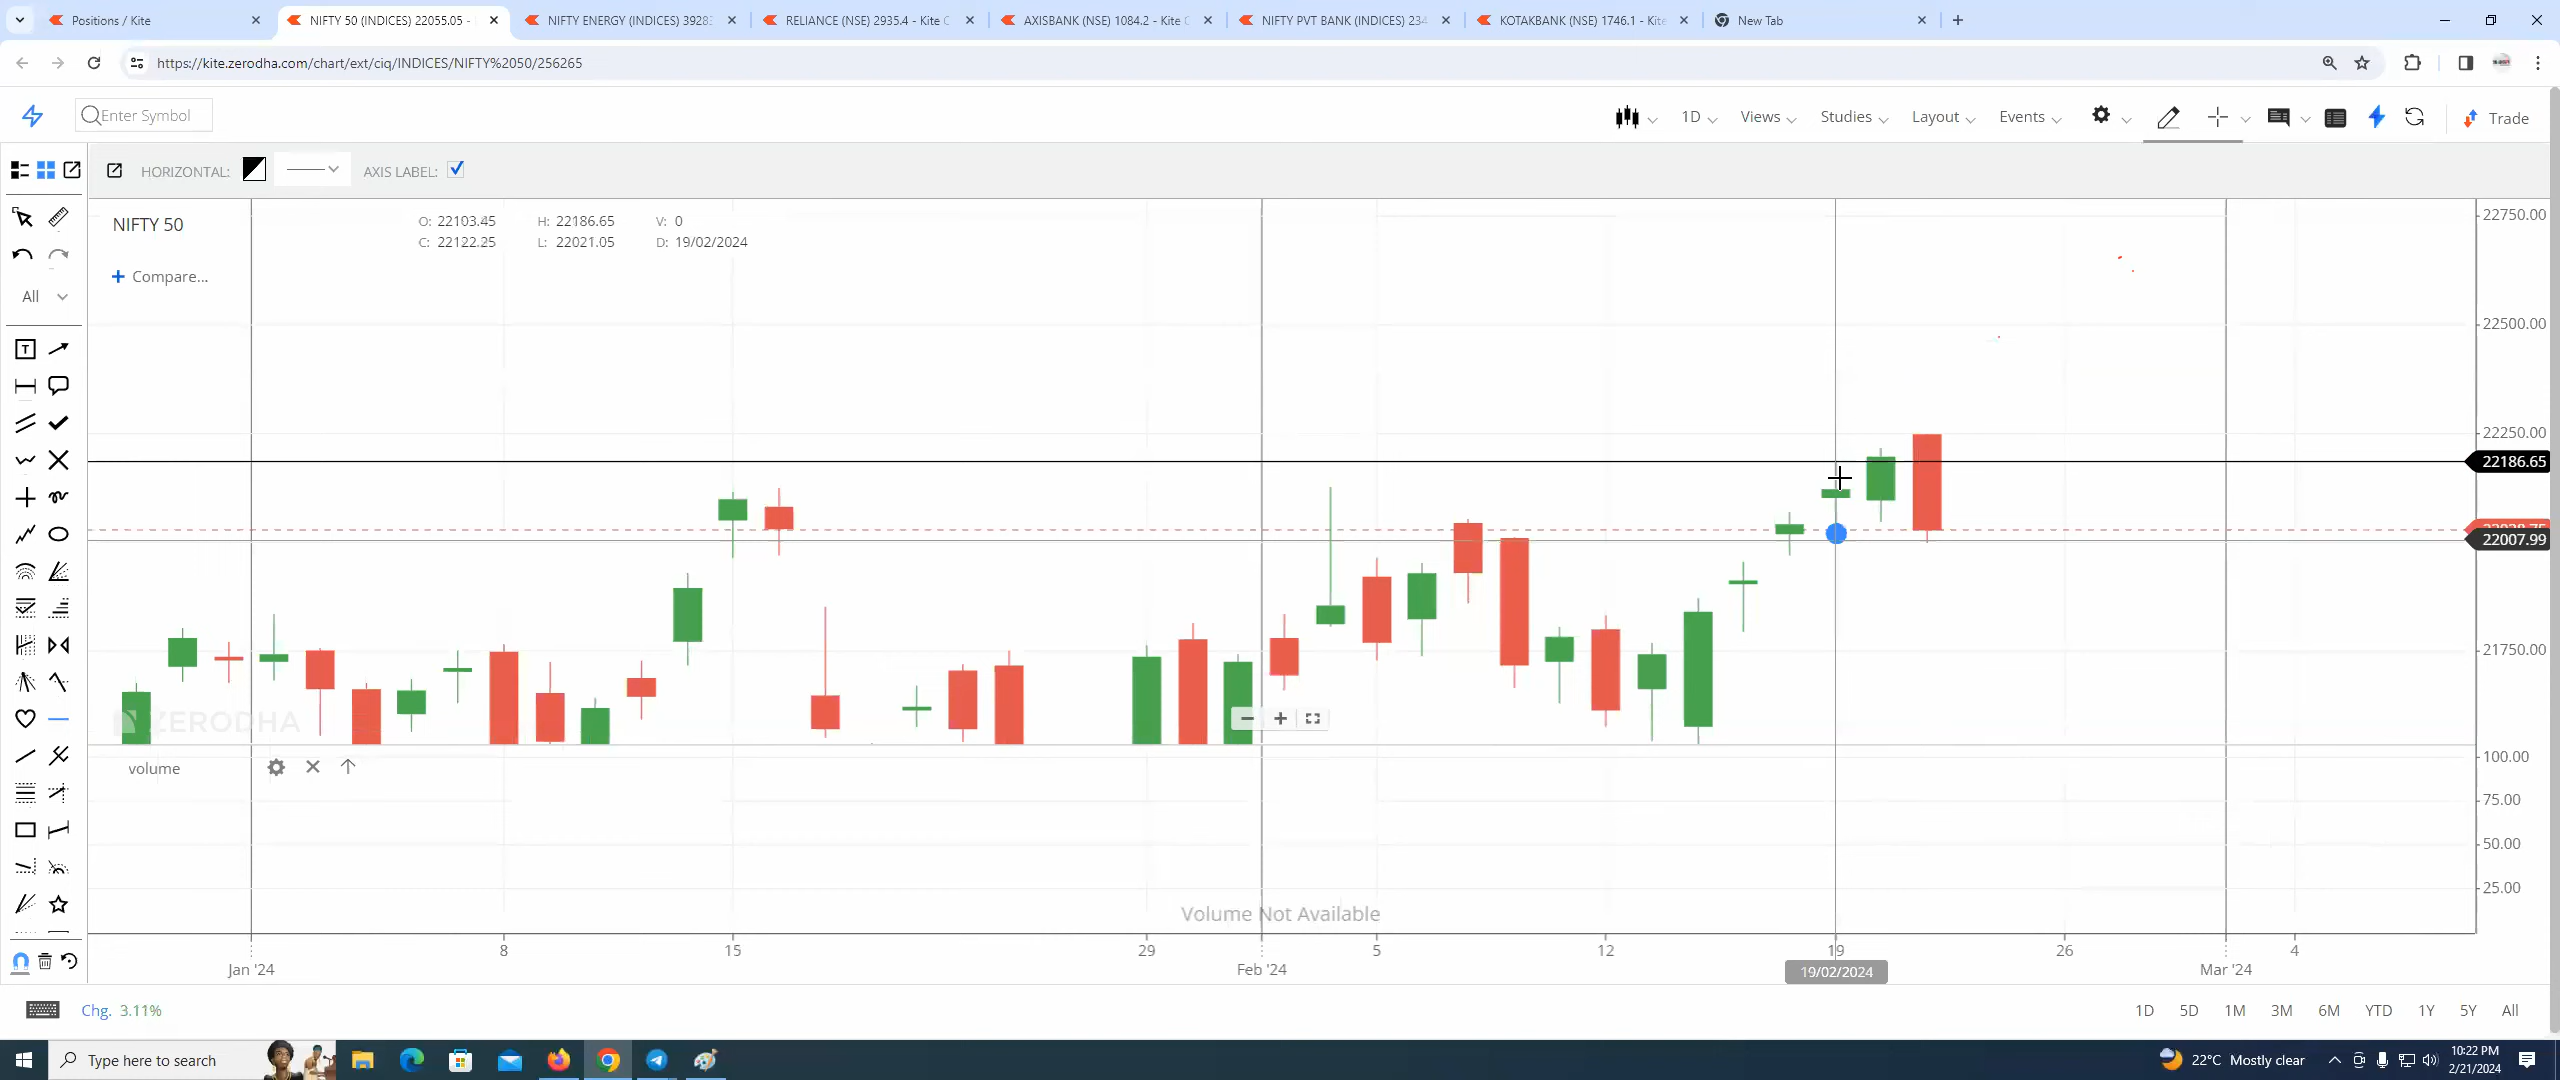 Positions / Kite
NIFTY 50 (INDICES) 22055.05 -
NIFTY ENERGY (INDICES) 3928
RELIANCE (NSE) 2935.4 - Kite C
AXISBANK (NSE) 1084.2 - Kite C
NIFTY PVT BANK (INDICES) 234
KOTAKBANK (NSE) 1746.1 - Kite
New Tab
https://kite.zerodha.com/chart/ext/ciq/INDICES/NIFTY%2050/256265
Enter Symbol
1D
Views
Studies
Layout
Events
Trade
HORIZONTAL:
AXIS LABEL:
NIFTY 50
O: 22103.45 H: 22186.65 V: 0
C: 22122.25 L: 22021.05 D: 19/02/2024
+ Compare...
All
T
22750.00
22500.00
22250.00
22186.65
22007.99
21750.00
ZERODHA
volume
100.00
75.00
50.00
25.00
Volume Not Available
8 15 29 5 12 19 26 4
Jan '24 Feb '24 19/02/2024 Mar '24
Chg. 3.11%
1D 5D 1M 3M 6M YTD 1Y 5Y All
Type here to search
22°C Mostly clear
10:22 PM
2/21/2024